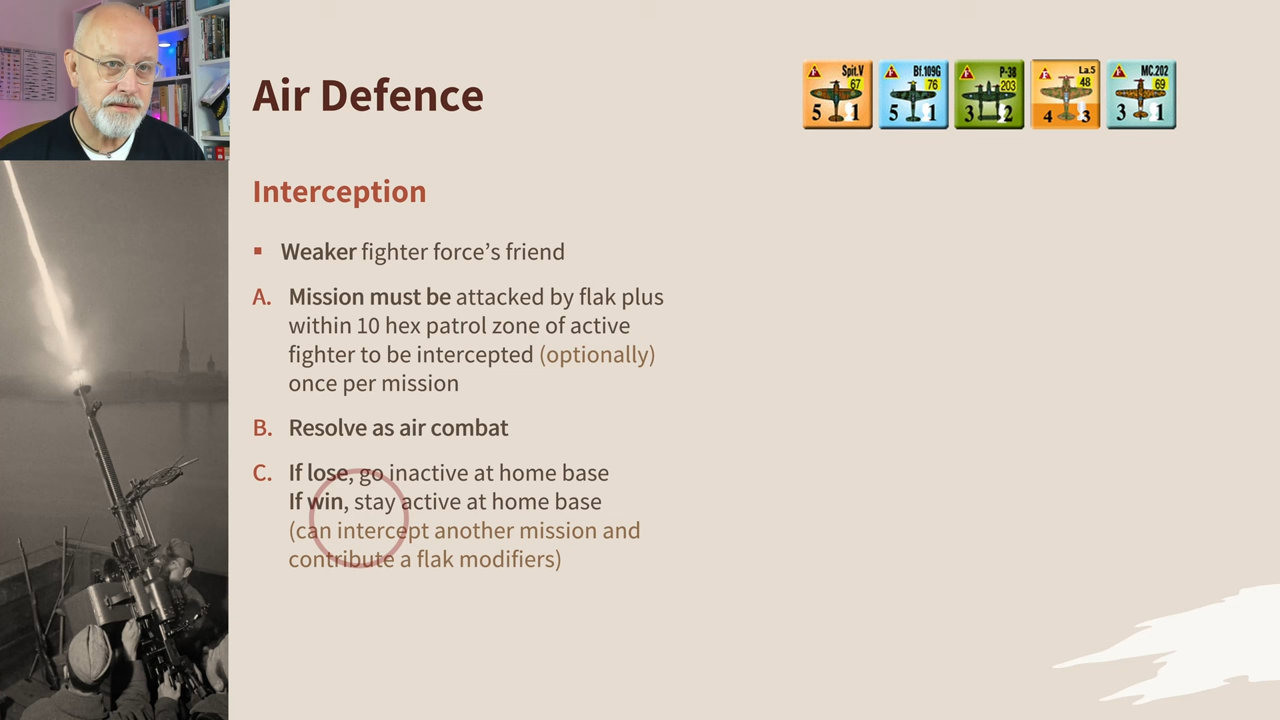 Air Defence
Spit.V
67
5 1
Bf.109G
76
5 1
P-38
203
3 2
La.5
48
4 3
MC.202
69
3 1
Interception
▪ Weaker fighter force’s friend
A. Mission must be attacked by flak plus
within 10 hex patrol zone of active
fighter to be intercepted (optionally)
once per mission
B. Resolve as air combat
C. If lose, go inactive at home base
If win, stay active at home base
(can intercept another mission and
contribute a flak modifiers)